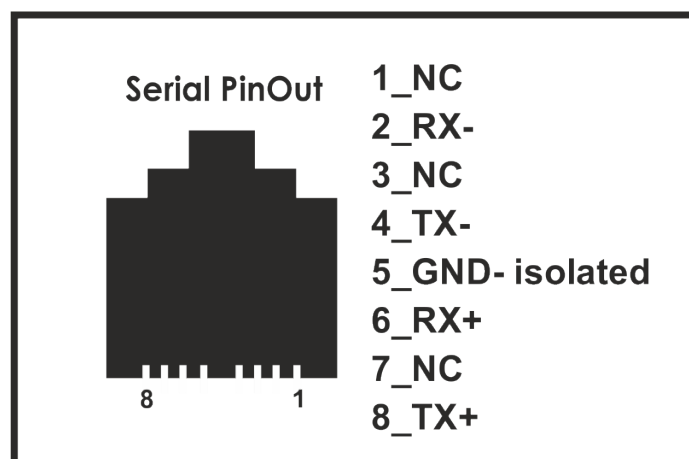 Serial PinOut
8 1
1_NC
2_RX-
3_NC
4_TX-
5_GND- isolated
6_RX+
7_NC
8_TX+